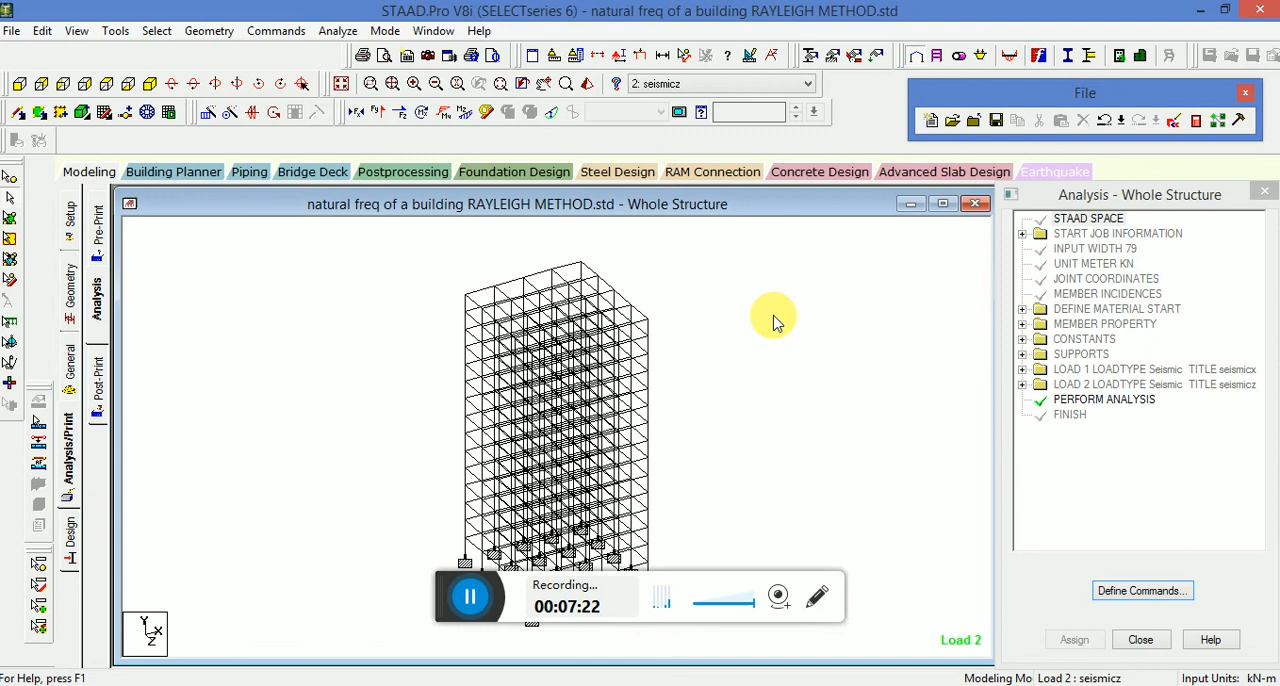 STAAD.Pro V8i (SELECTseries 6) - natural freq of a building RAYLEIGH METHOD.std
File Edit View Tools Select Geometry Commands Analyze Mode Window Help
2: seismicz
File
Modeling Building Planner Piping Bridge Deck Postprocessing Foundation Design Steel Design RAM Connection Concrete Design Advanced Slab Design Earthquake
natural freq of a building RAYLEIGH METHOD.std - Whole Structure
Setup
Geometry
General
Analysis/Print
Design
Pre-Print
Analysis
Post-Print
Analysis - Whole Structure
STAAD SPACE
START JOB INFORMATION
INPUT WIDTH 79
UNIT METER KN
JOINT COORDINATES
MEMBER INCIDENCES
DEFINE MATERIAL START
MEMBER PROPERTY
CONSTANTS
SUPPORTS
LOAD 1 LOADTYPE Seismic TITLE seismicx
LOAD 2 LOADTYPE Seismic TITLE seismicz
PERFORM ANALYSIS
FINISH
Define Commands...
Assign Close Help
Recording...
00:07:22
Y
X
Z
Load 2
For Help, press F1
Modeling Mo Load 2 : seismicz Input Units: kN-m